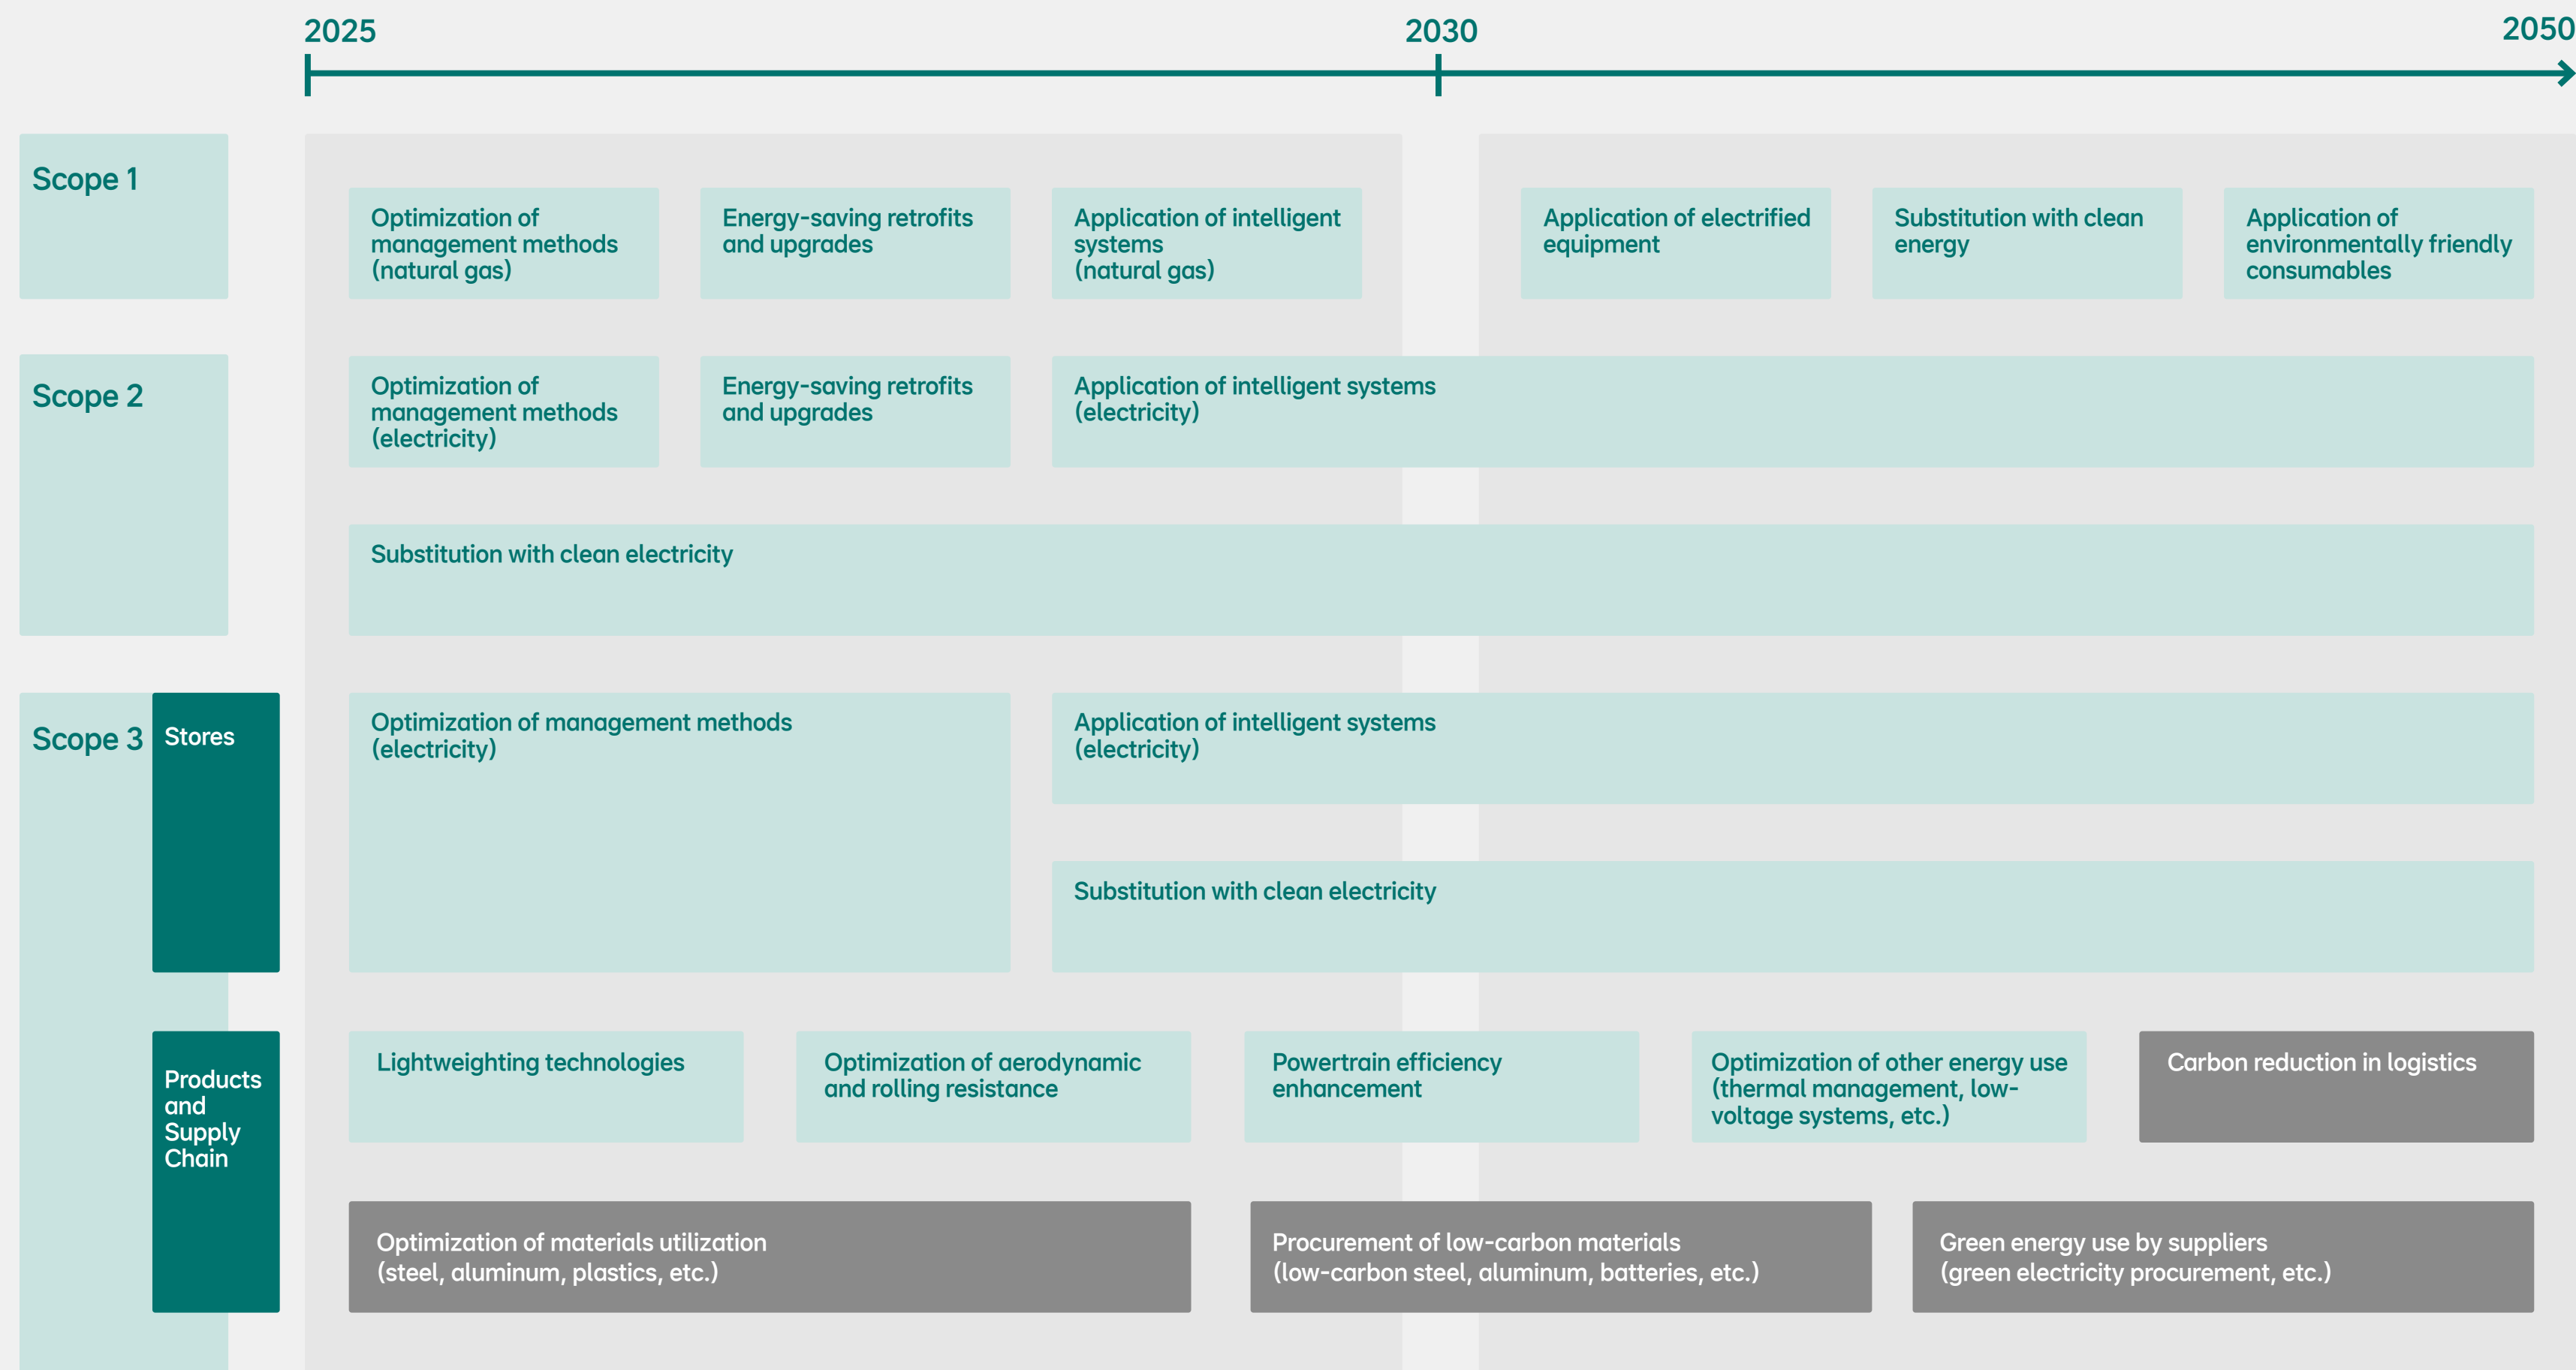 2025
2030
2050
Scope 1
Optimization of
management methods
(natural gas)
Energy-saving retrofits
and upgrades
Application of intelligent
systems
(natural gas)
Application of electrified
equipment
Substitution with clean
energy
Application of
environmentally friendly
consumables
Scope 2
Optimization of
management methods
(electricity)
Energy-saving retrofits
and upgrades
Application of intelligent systems
(electricity)
Substitution with clean electricity
Scope 3
Stores
Optimization of management methods
(electricity)
Application of intelligent systems
(electricity)
Substitution with clean electricity
Products
and
Supply
Chain
Lightweighting technologies
Optimization of aerodynamic
and rolling resistance
Powertrain efficiency
enhancement
Optimization of other energy use
(thermal management, low-
voltage systems, etc.)
Carbon reduction in logistics
Optimization of materials utilization
(steel, aluminum, plastics, etc.)
Procurement of low-carbon materials
(low-carbon steel, aluminum, batteries, etc.)
Green energy use by suppliers
(green electricity procurement, etc.)